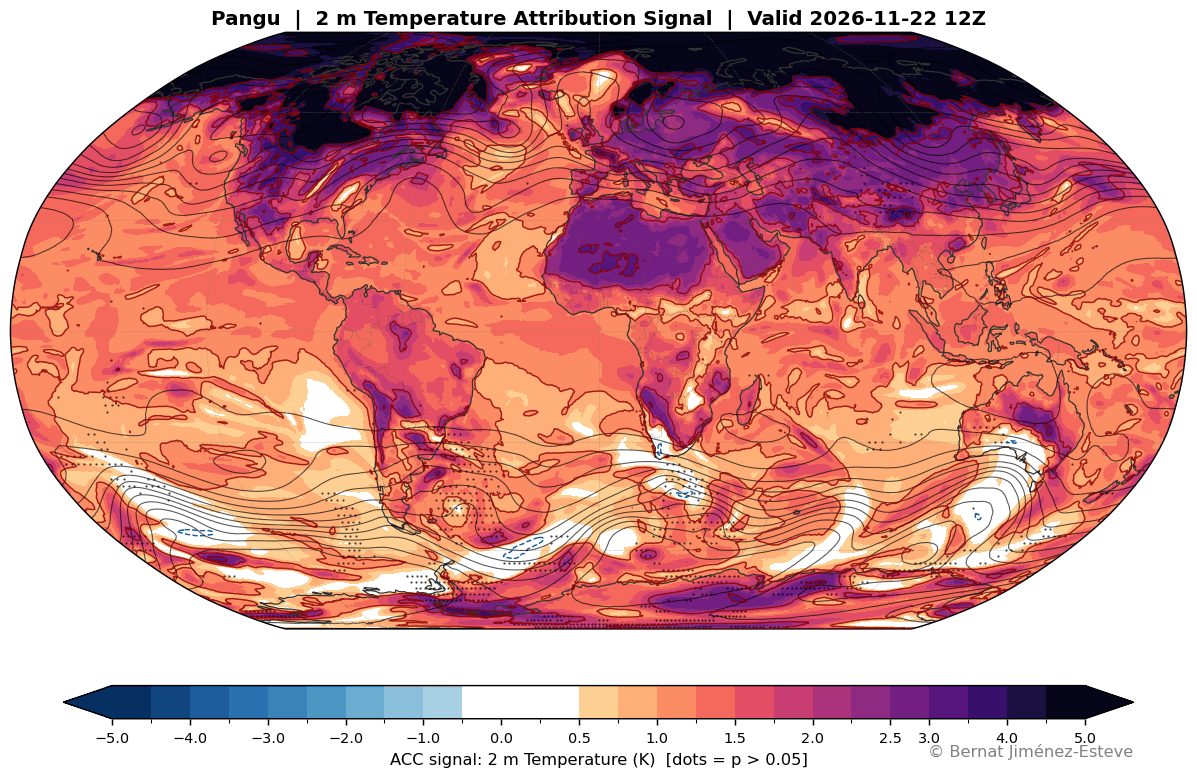 Pangu | 2 m Temperature Attribution Signal | Valid 2026-11-22 12Z
−5.0 −4.0 −3.0 −2.0 −1.0 0.0 0.5 1.0 1.5 2.0 2.5 3.0 4.0 5.0
© Bernat Jiménez-Esteve
ACC signal: 2 m Temperature (K) [dots = p > 0.05]